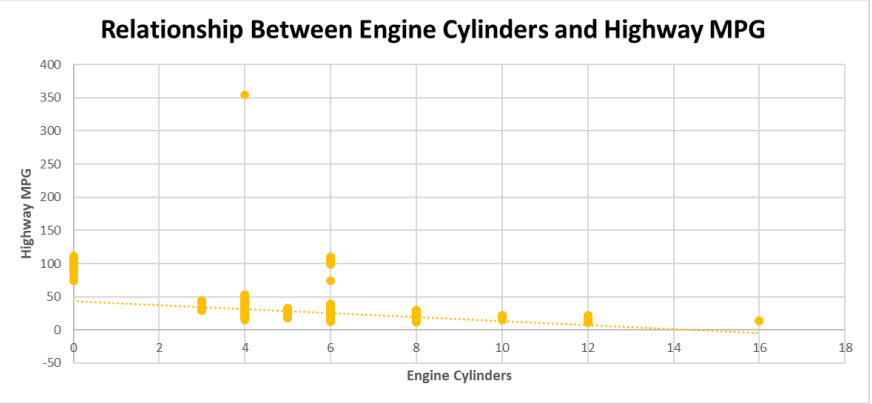 Relationship Between Engine Cylinders and Highway MPG
400
350
300
250
200
150
100
50
0
-50
Highway MPG
0 2 4 6 8 10 12 14 16 18
Engine Cylinders